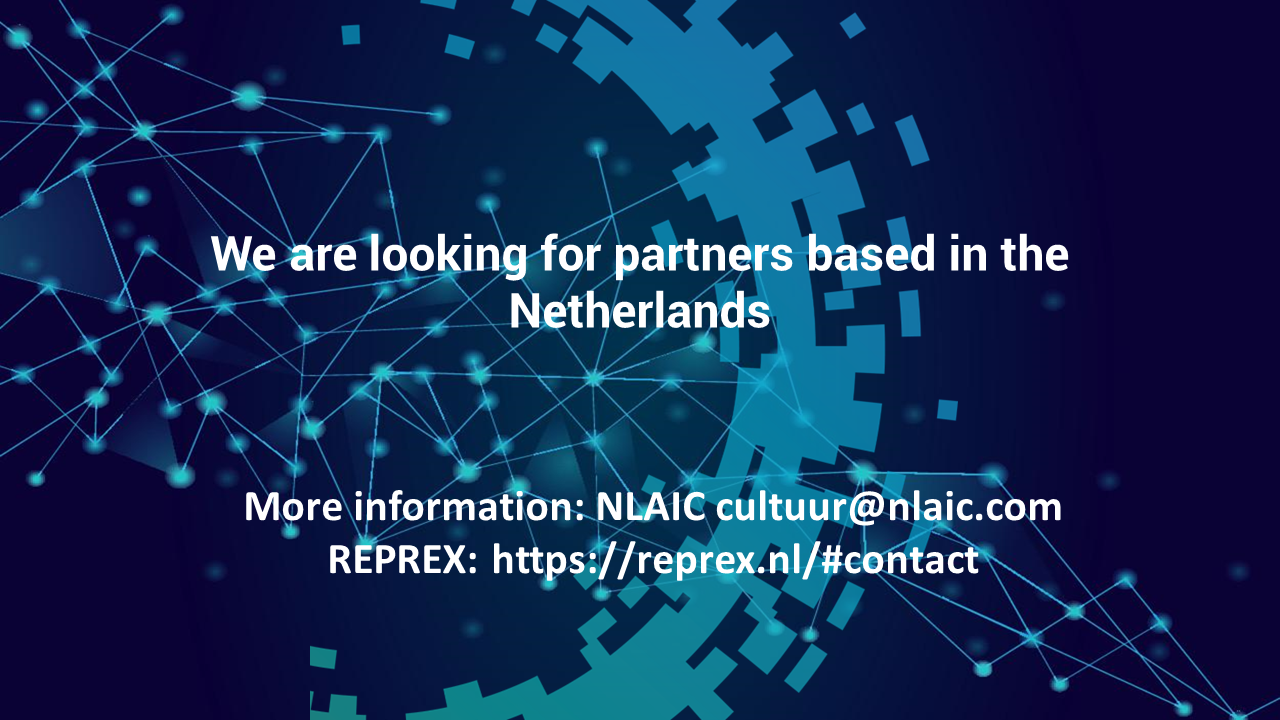 We are looking for partners based in the
Netherlands
More information: NLAIC cultuur@nlaic.com
REPREX: https://reprex.nl/#contact